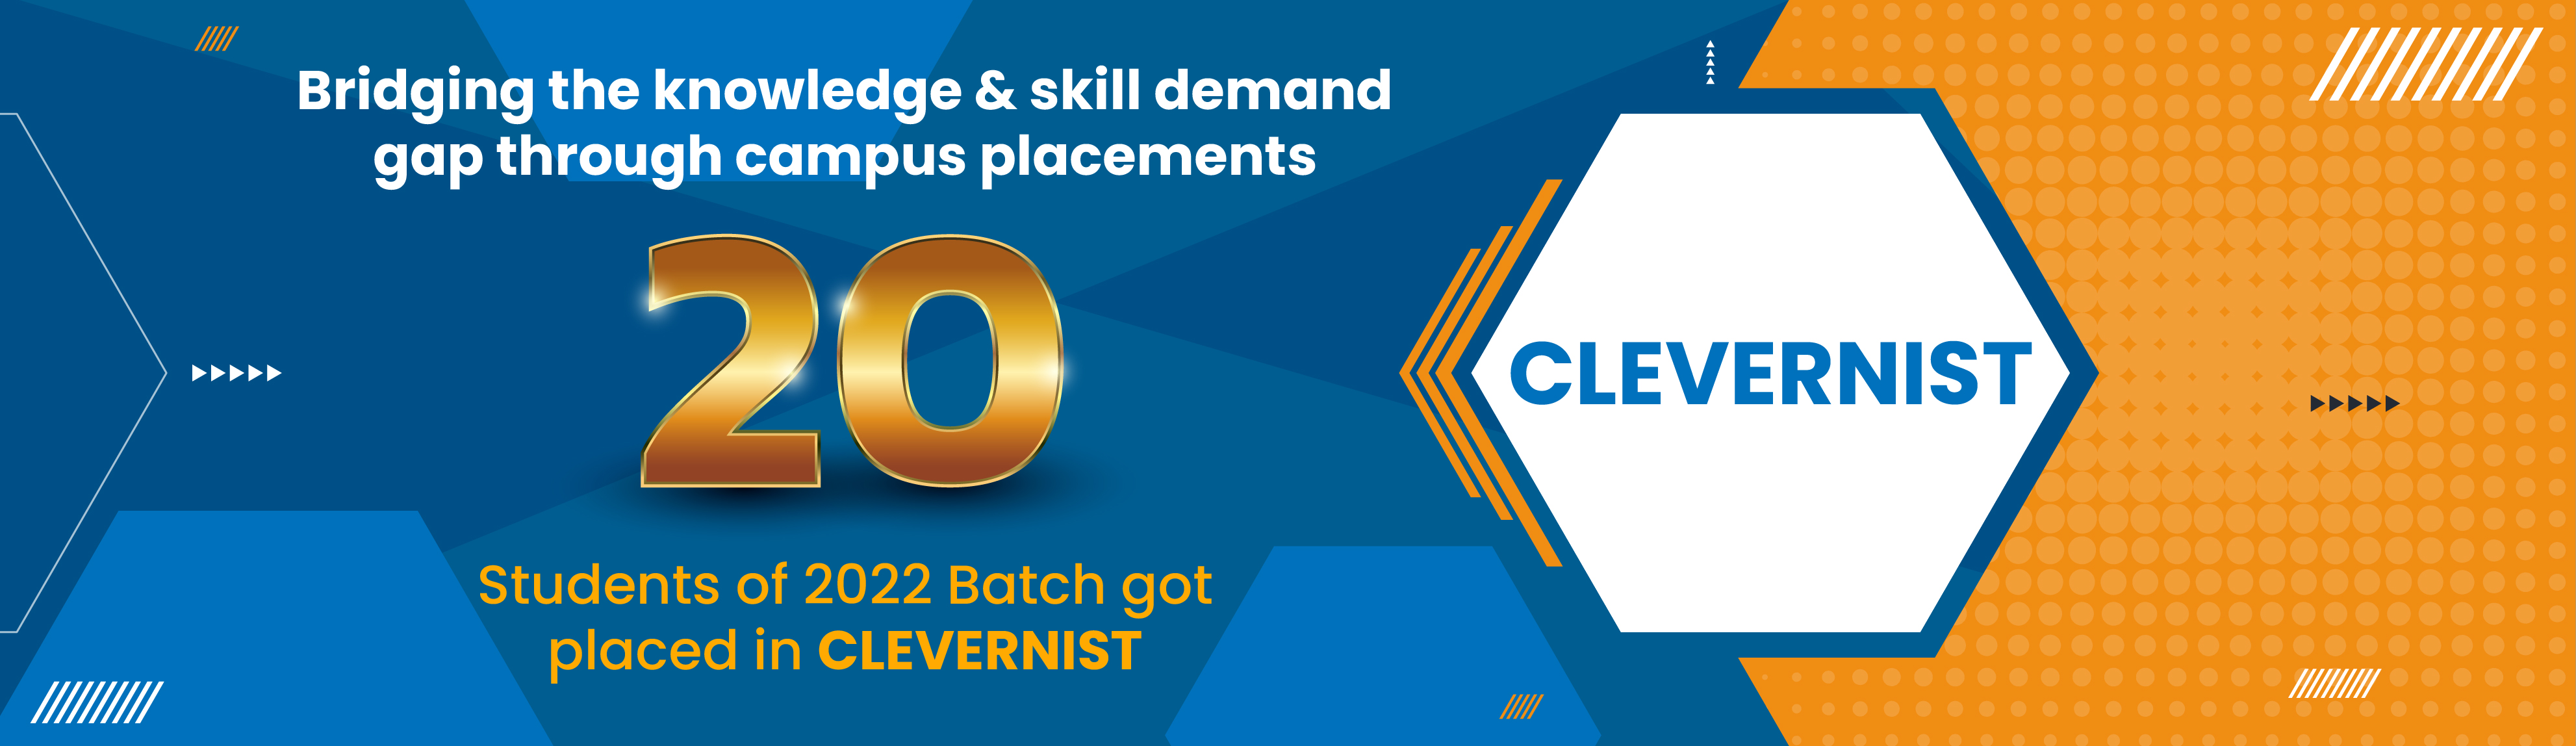 Bridging the knowledge & skill demand
gap through campus placements
20
Students of 2022 Batch got
placed in CLEVERNIST
CLEVERNIST